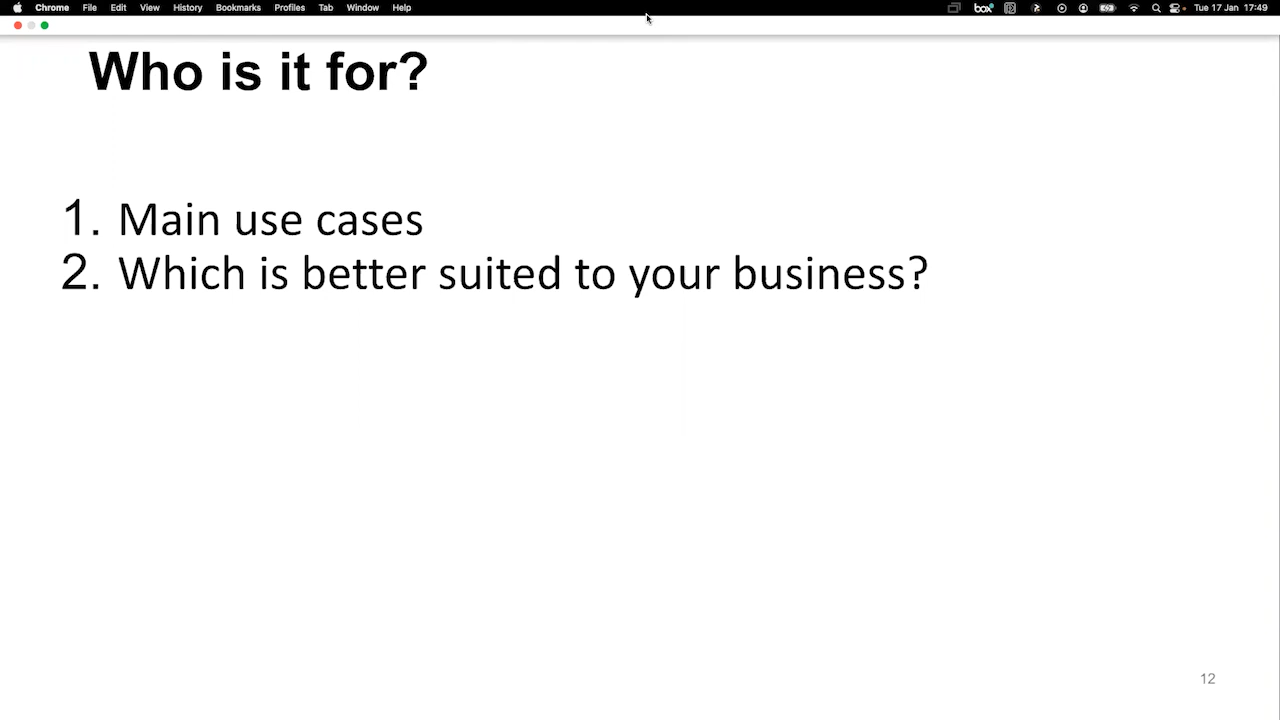 Chrome File Edit View History Bookmarks Profiles Tab Window Help box Tue 17 Jan 17:49
Who is it for?
1. Main use cases
2. Which is better suited to your business?
12